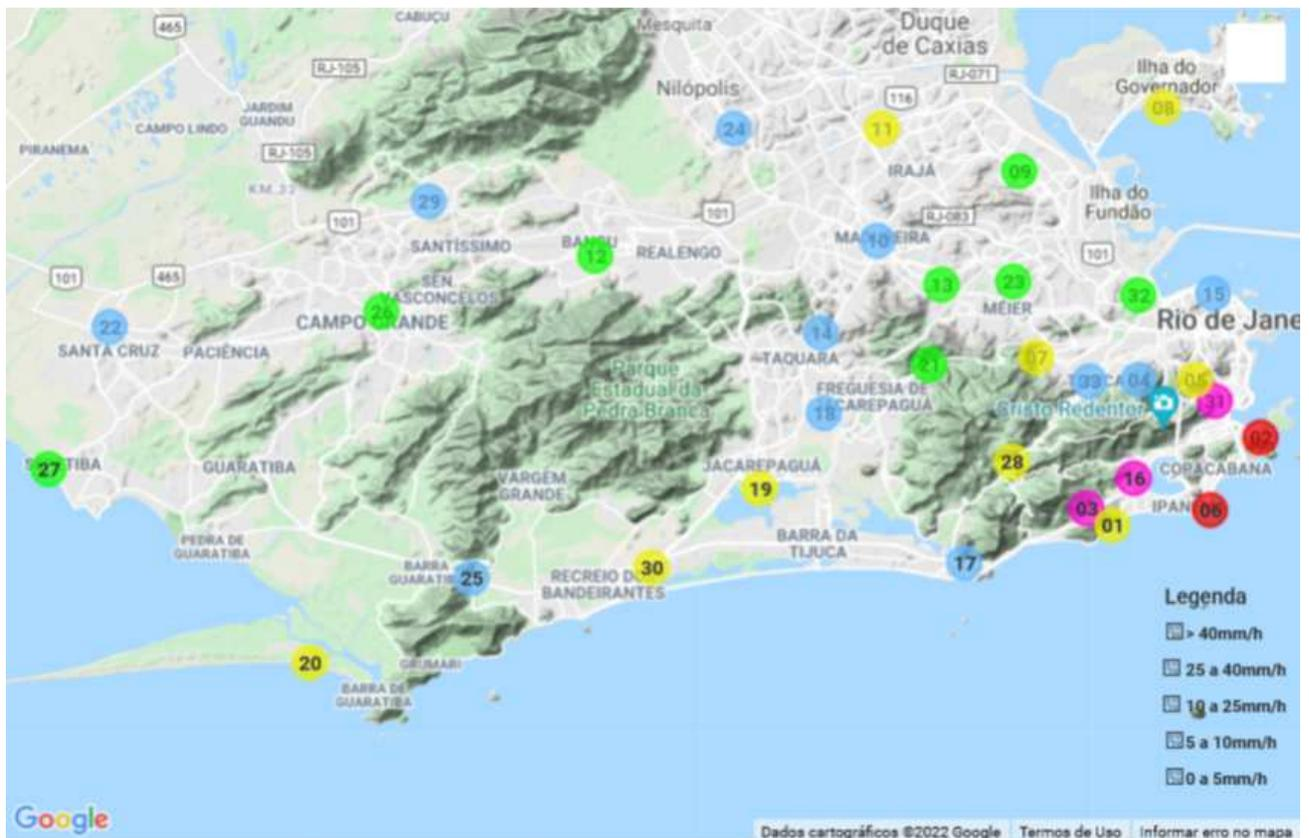 465
CABUÇU
Mesquita
Duque
de Caxias
RJ-105
RJ-071
Ilha do
Governador
JARDIM
GUANDU
Nilópolis
116
08
CAMPO LINDO
24
11
PIRANEMA
RJ-105
IRAJÁ
09
K.M 32
29
101
Ilha do
Fundão
101
RJ-083
SANTÍSSIMO
BANGU
REALENGO
10
12
101
101
465
SEN
VASCONCELOS
13
23
32
15
26
CAMPO GRANDE
MÉIER
Rio de Jane
22
14
SANTA CRUZ
PACIÊNCIA
TAQUARA
07
21
Parque
Estadual da
Pedra Branca
33
04
05
FREGUESIA DE
18
Cristo Redentor
31
02
27
GUARATIBA
JACAREPAGUÁ
28
COPACABANA
VARGEM
GRANDE
19
16
03
IPAN
06
01
PEDRA DE
GUARATIBA
BARRA DA
TIJUCA
BARRA
GUARATIB
25
RECREIO DO
BANDEIRANTES
30
17
Legenda
> 40mm/h
20
GRUMARI
25 a 40mm/h
BARRA DE
GUARATIBA
10 a 25mm/h
5 a 10mm/h
0 a 5mm/h
Google
Dados cartográficos ©2022 Google
Termos de Uso
Informar erro no mapa